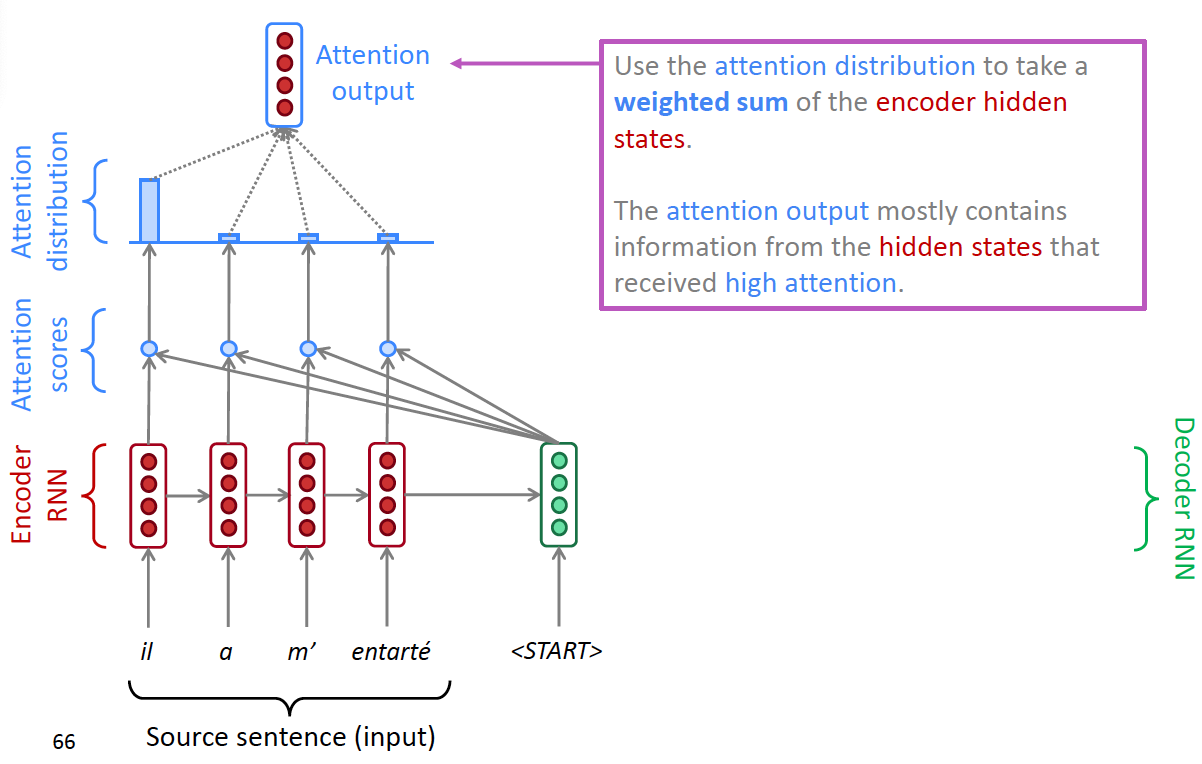 Attention
output
Use the attention distribution to take a
weighted sum of the encoder hidden
states.
The attention output mostly contains
information from the hidden states that
received high attention.
Attention
distribution
Attention
scores
Encoder
RNN
Decoder RNN
il a m’ entarté <START>
Source sentence (input)
66